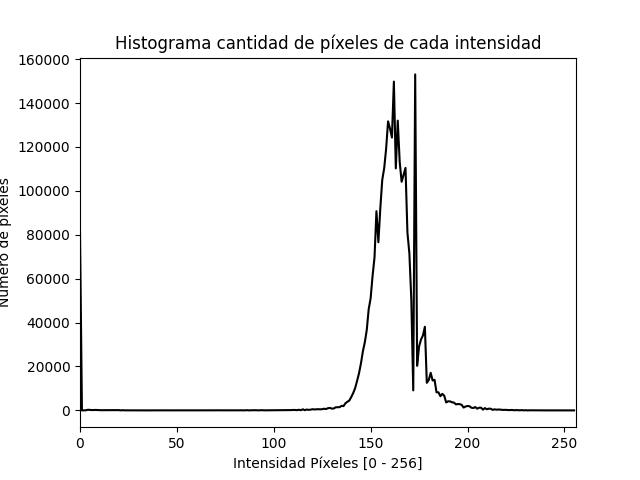 Histograma cantidad de píxeles de cada intensidad
160000
140000
120000
100000
80000
60000
40000
20000
0
Número de píxeles
0 50 100 150 200 250
Intensidad Píxeles [0 - 256]